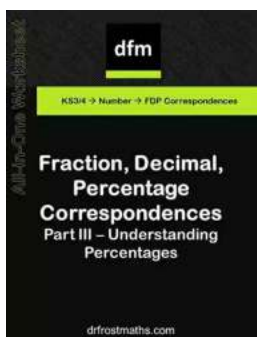 dfm
KS3/4 → Number → FDP Correspondences
All-in-One Worksheet
Fraction, Decimal,
Percentage
Correspondences
Part III – Understanding
Percentages
drfrostmaths.com